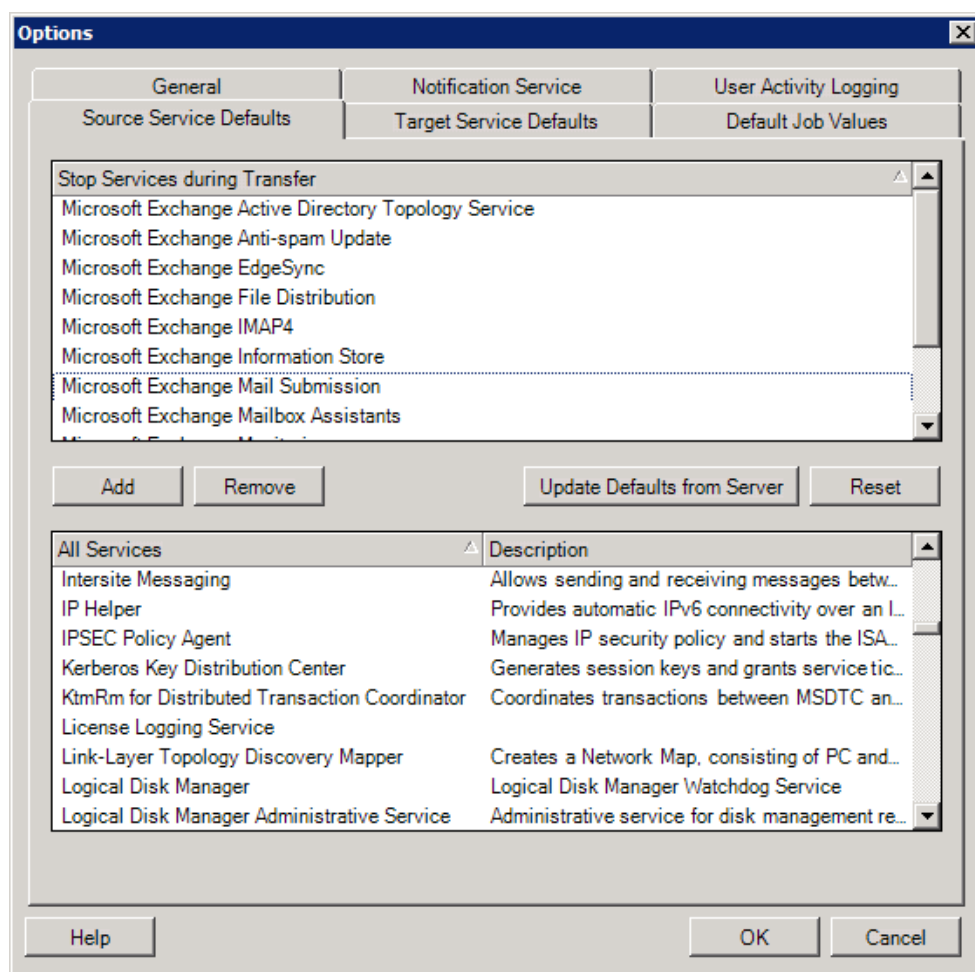 Options
General Notification Service User Activity Logging
Source Service Defaults Target Service Defaults Default Job Values
Stop Services during Transfer
Microsoft Exchange Active Directory Topology Service
Microsoft Exchange Anti-spam Update
Microsoft Exchange EdgeSync
Microsoft Exchange File Distribution
Microsoft Exchange IMAP4
Microsoft Exchange Information Store
Microsoft Exchange Mail Submission
Microsoft Exchange Mailbox Assistants
Add Remove Update Defaults from Server Reset
All Services Description
Intersite Messaging Allows sending and receiving messages betw...
IP Helper Provides automatic IPv6 connectivity over an I...
IPSEC Policy Agent Manages IP security policy and starts the ISA...
Kerberos Key Distribution Center Generates session keys and grants service tic...
KtmRm for Distributed Transaction Coordinator Coordinates transactions between MSDTC an...
License Logging Service
Link-Layer Topology Discovery Mapper Creates a Network Map, consisting of PC and...
Logical Disk Manager Logical Disk Manager Watchdog Service
Logical Disk Manager Administrative Service Administrative service for disk management re...
Help OK Cancel